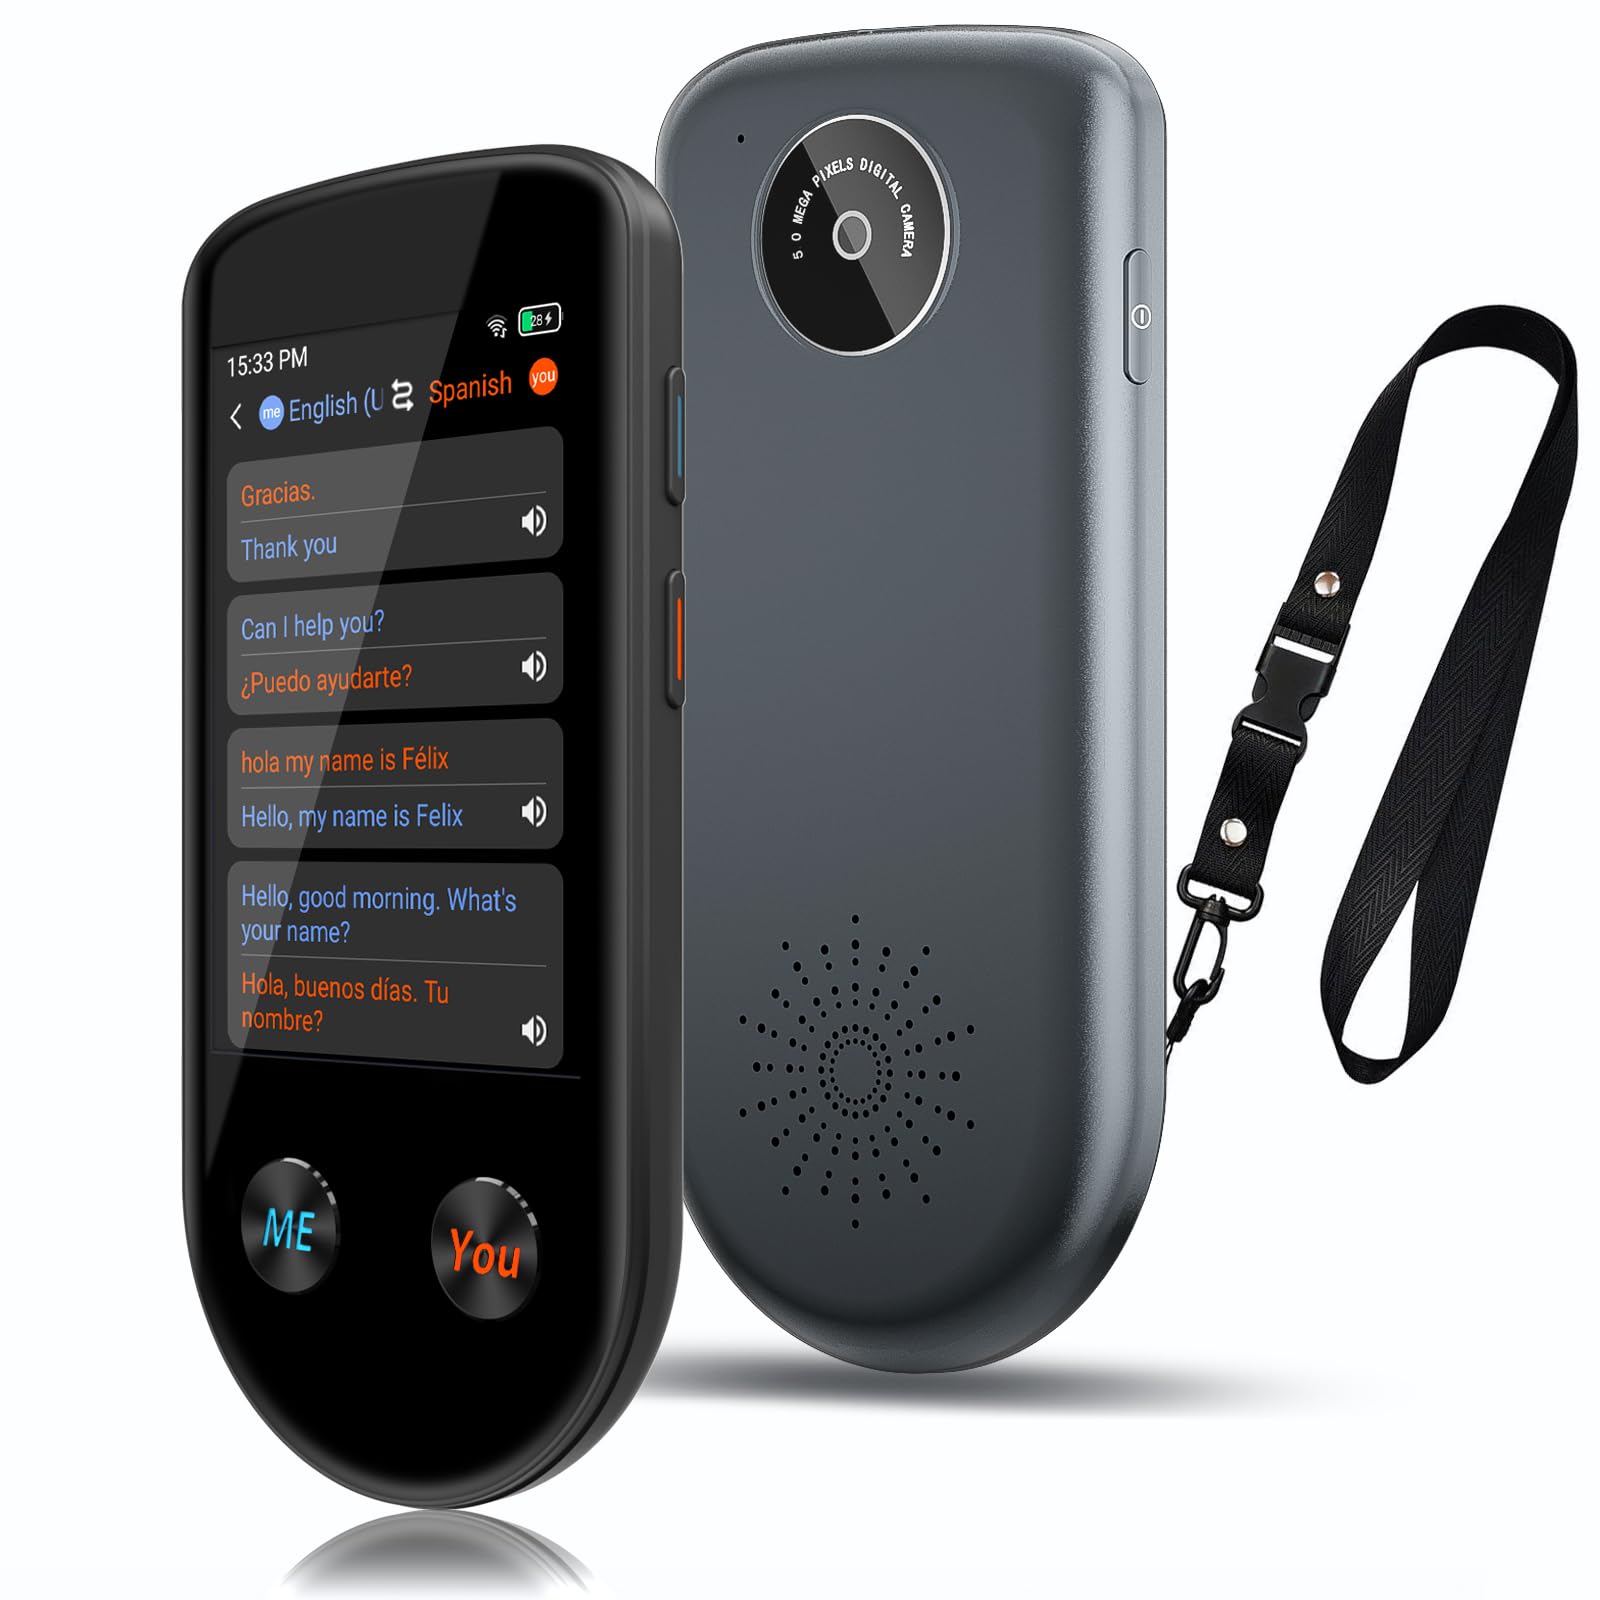 28
15:33 PM
me English (U
Spanish you
Gracias.
Thank you
Can I help you?
¿Puedo ayudarte?
hola my name is Félix
Hello, my name is Felix
Hello, good morning. What's
your name?
Hola, buenos días. Tu
nombre?
ME
You
5.0 MEGA PIXELS DIGITAL CAMERA